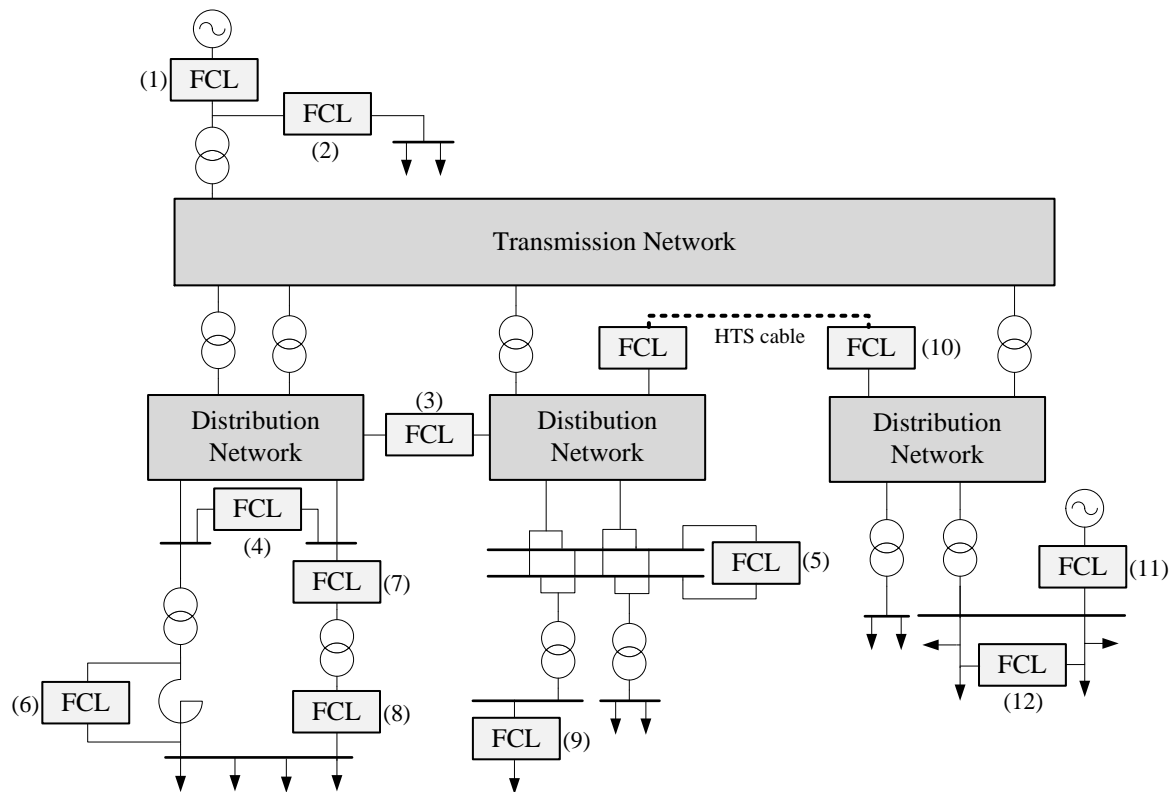 (1)
FCL
FCL
(2)
Transmission Network
FCL
HTS cable
FCL
(10)
Distribution
Network
(3)
FCL
Distibution
Network
Distribution
Network
FCL
(4)
FCL
(5)
FCL
(7)
FCL
(11)
(6)
FCL
FCL
(8)
FCL
(9)
FCL
(12)